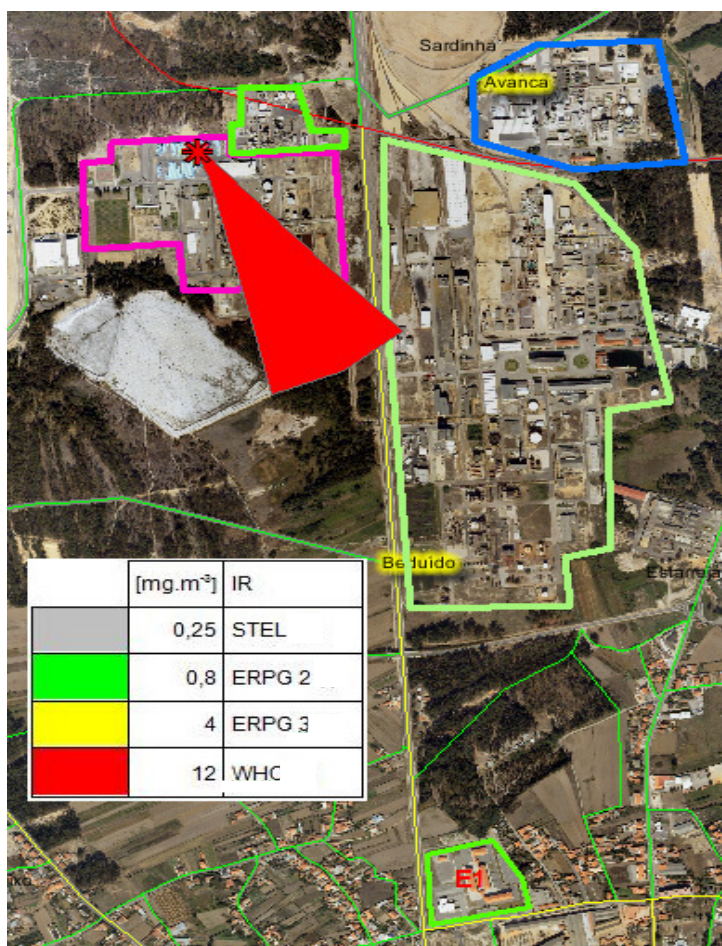 Sardinha
Avanca
Beduido
Estarreja
[mg.m⁻³] IR
0,25 STEL
0,8 ERPG 2
4 ERPG 3
12 WHO
E1